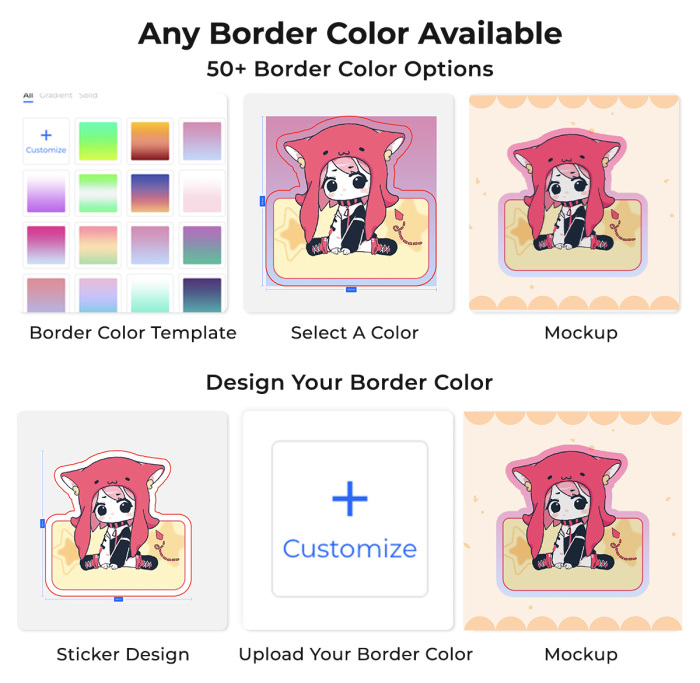 Any Border Color Available
50+ Border Color Options
All Gradient Solid
+
Customize
Border Color Template
Select A Color
Mockup
Design Your Border Color
+
Customize
Sticker Design
Upload Your Border Color
Mockup